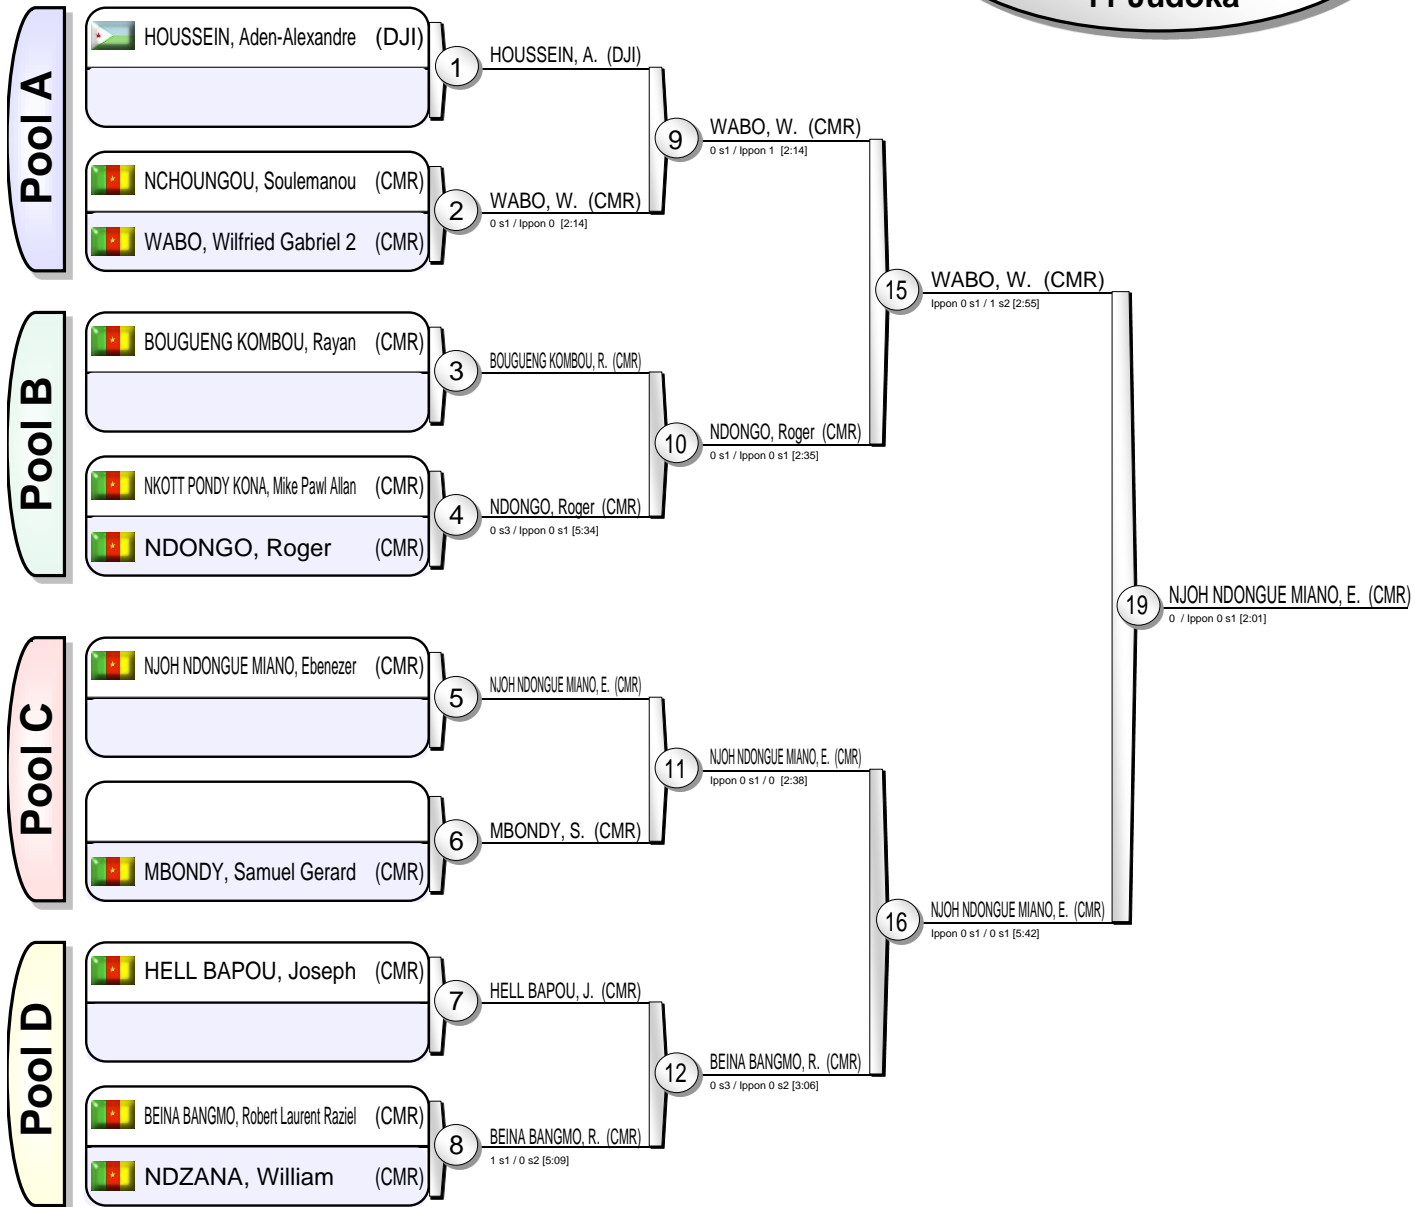 11 Judoka
Pool A
HOUSSEIN, Aden-Alexandre (DJI)
1
HOUSSEIN, A. (DJI)
NCHOUNGOU, Soulemanou (CMR)
WABO, Wilfried Gabriel 2 (CMR)
2
WABO, W. (CMR)
0 s1 / Ippon 0 [2:14]
9
WABO, W. (CMR)
0 s1 / Ippon 1 [2:14]
Pool B
BOUGUENG KOMBOU, Rayan (CMR)
3
BOUGUENG KOMBOU, R. (CMR)
NKOTT PONDY KONA, Mike Pawl Allan (CMR)
NDONGO, Roger (CMR)
4
NDONGO, Roger (CMR)
0 s3 / Ippon 0 s1 [5:34]
10
NDONGO, Roger (CMR)
0 s1 / Ippon 0 s1 [2:35]
15
WABO, W. (CMR)
Ippon 0 s1 / 1 s2 [2:55]
Pool C
NJOH NDONGUE MIANO, Ebenezer (CMR)
5
NJOH NDONGUE MIANO, E. (CMR)
MBONDY, Samuel Gerard (CMR)
6
MBONDY, S. (CMR)
11
NJOH NDONGUE MIANO, E. (CMR)
Ippon 0 s1 / 0 [2:38]
Pool D
HELL BAPOU, Joseph (CMR)
7
HELL BAPOU, J. (CMR)
BEINA BANGMO, Robert Laurent Raziel (CMR)
NDZANA, William (CMR)
8
BEINA BANGMO, R. (CMR)
1 s1 / 0 s2 [5:09]
12
BEINA BANGMO, R. (CMR)
0 s3 / Ippon 0 s2 [3:06]
16
NJOH NDONGUE MIANO, E. (CMR)
Ippon 0 s1 / 0 s1 [5:42]
19
NJOH NDONGUE MIANO, E. (CMR)
0 / Ippon 0 s1 [2:01]